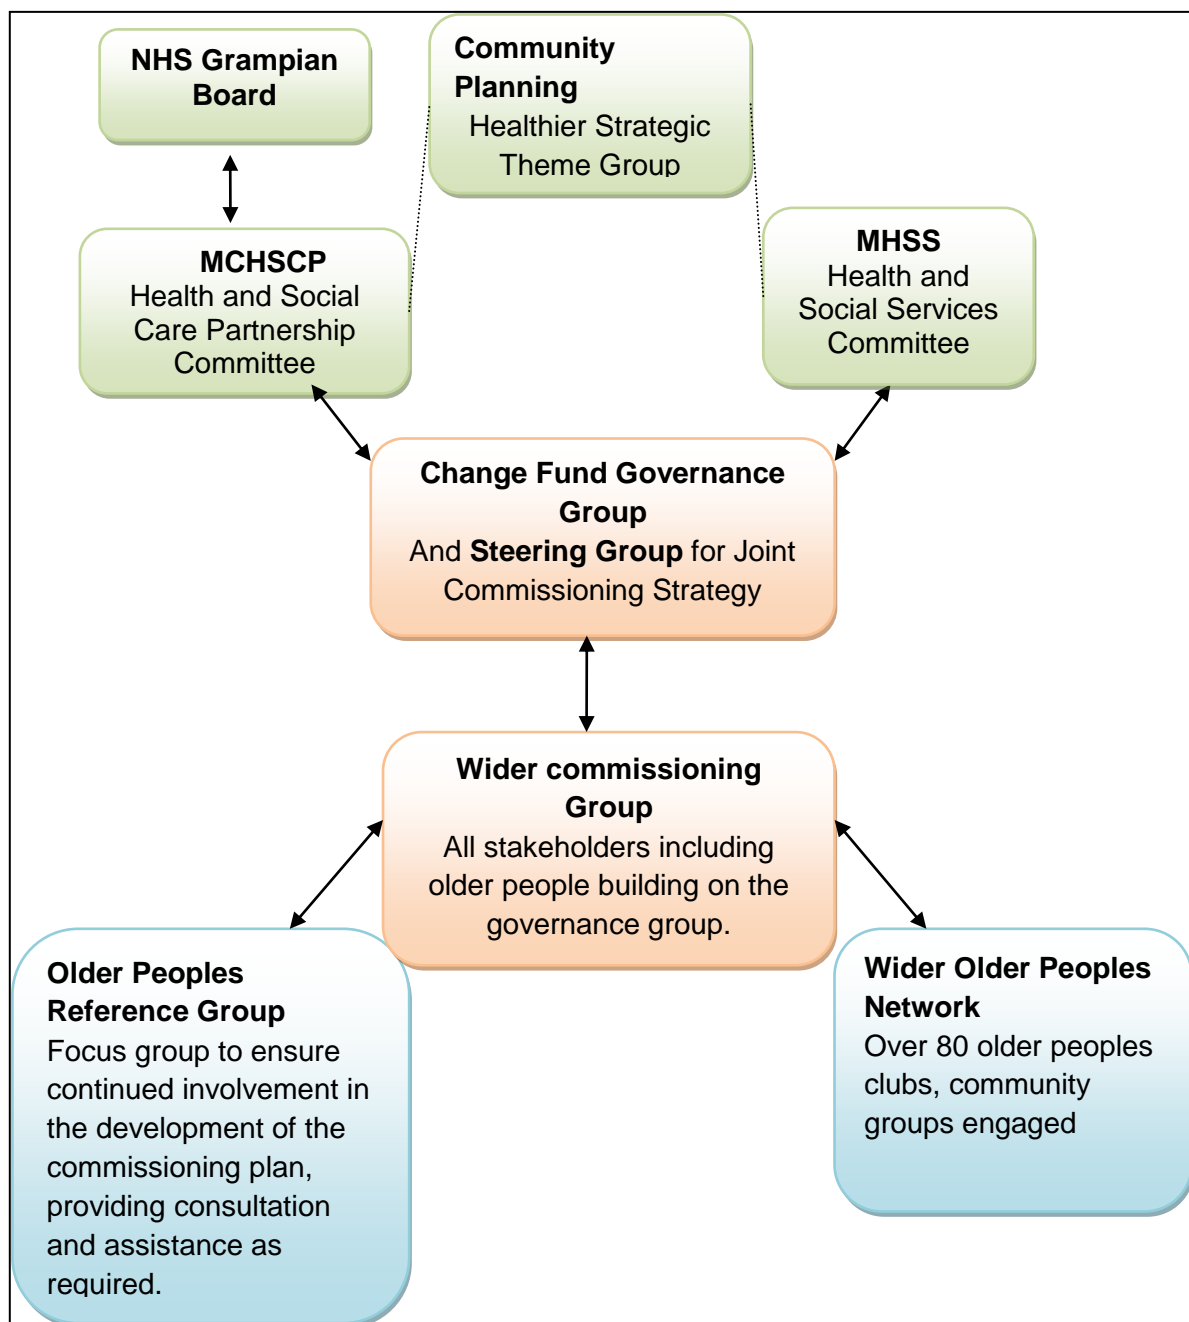 NHS Grampian
Board
Community
Planning
Healthier Strategic
Theme Group
MCHSCP
Health and Social
Care Partnership
Committee
MHSS
Health and
Social Services
Committee
Change Fund Governance
Group
And Steering Group for Joint
Commissioning Strategy
Wider commissioning
Group
All stakeholders including
older people building on the
governance group.
Older Peoples
Reference Group
Focus group to ensure
continued involvement in
the development of the
commissioning plan,
providing consultation
and assistance as
required.
Wider Older Peoples
Network
Over 80 older peoples
clubs, community
groups engaged